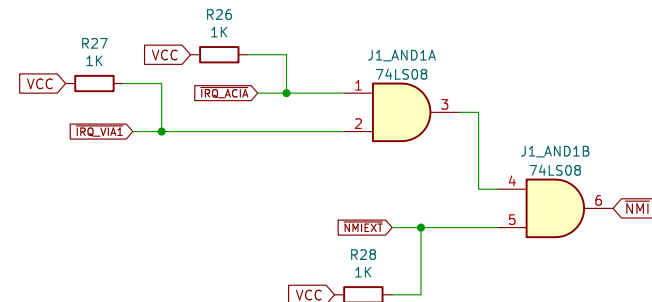 R26
1K
VCC
R27
1K
VCC
J1_AND1A
74LS08
IRQ_ACIA
1
3
IRQ_VIA1
2
J1_AND1B
74LS08
4
6
NMI
NMIEXT
5
R28
1K
VCC